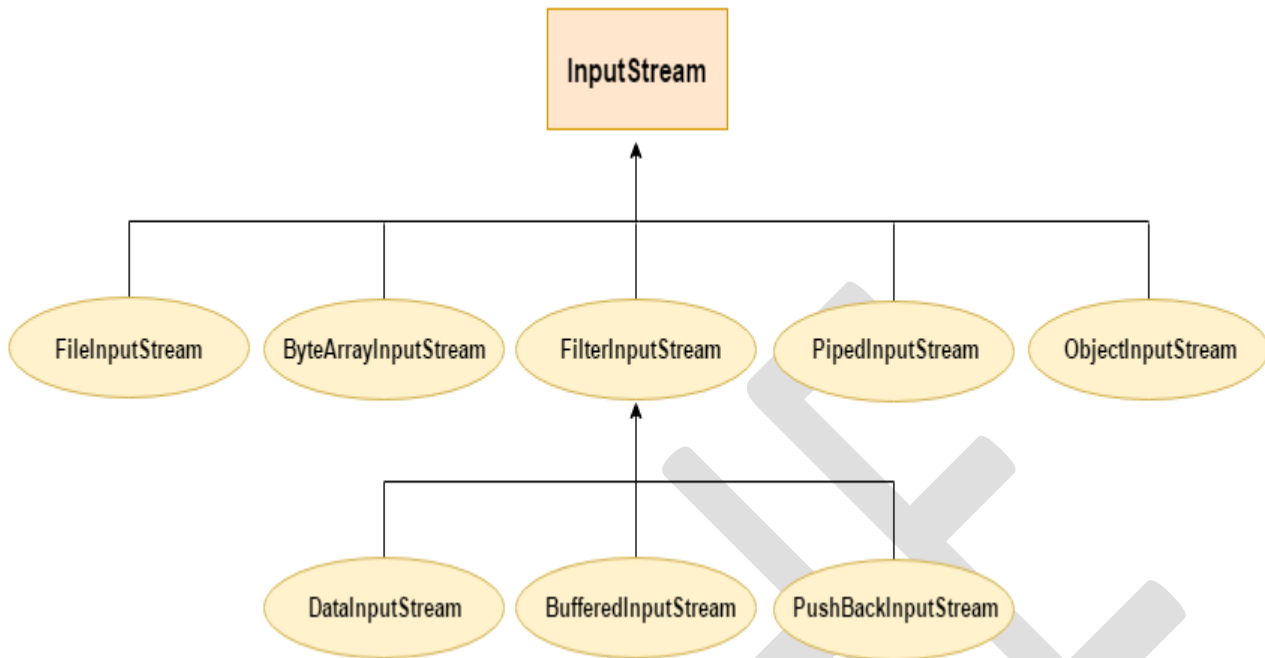 InputStream
FileInputStream
ByteArrayInputStream
FilterInputStream
PipedInputStream
ObjectInputStream
DataInputStream
BufferedInputStream
PushBackInputStream